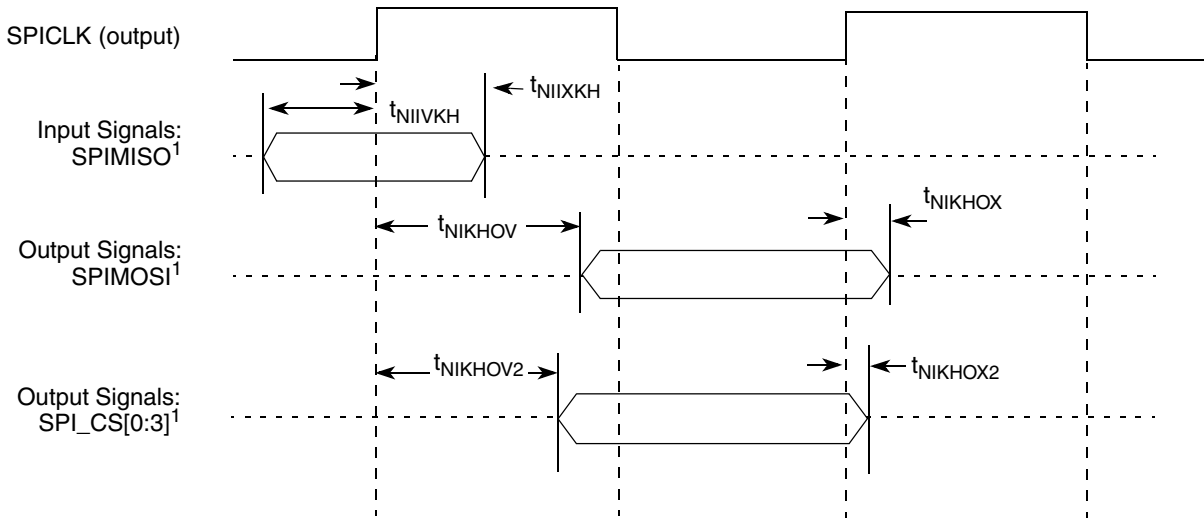 SPICLK (output)
tNIIXKH
tNIIVKH
Input Signals:
SPIMISO1
tNIKHOX
tNIKHOV
Output Signals:
SPIMOSI1
tNIKHOV2
tNIKHOX2
Output Signals:
SPI_CS[0:3]1